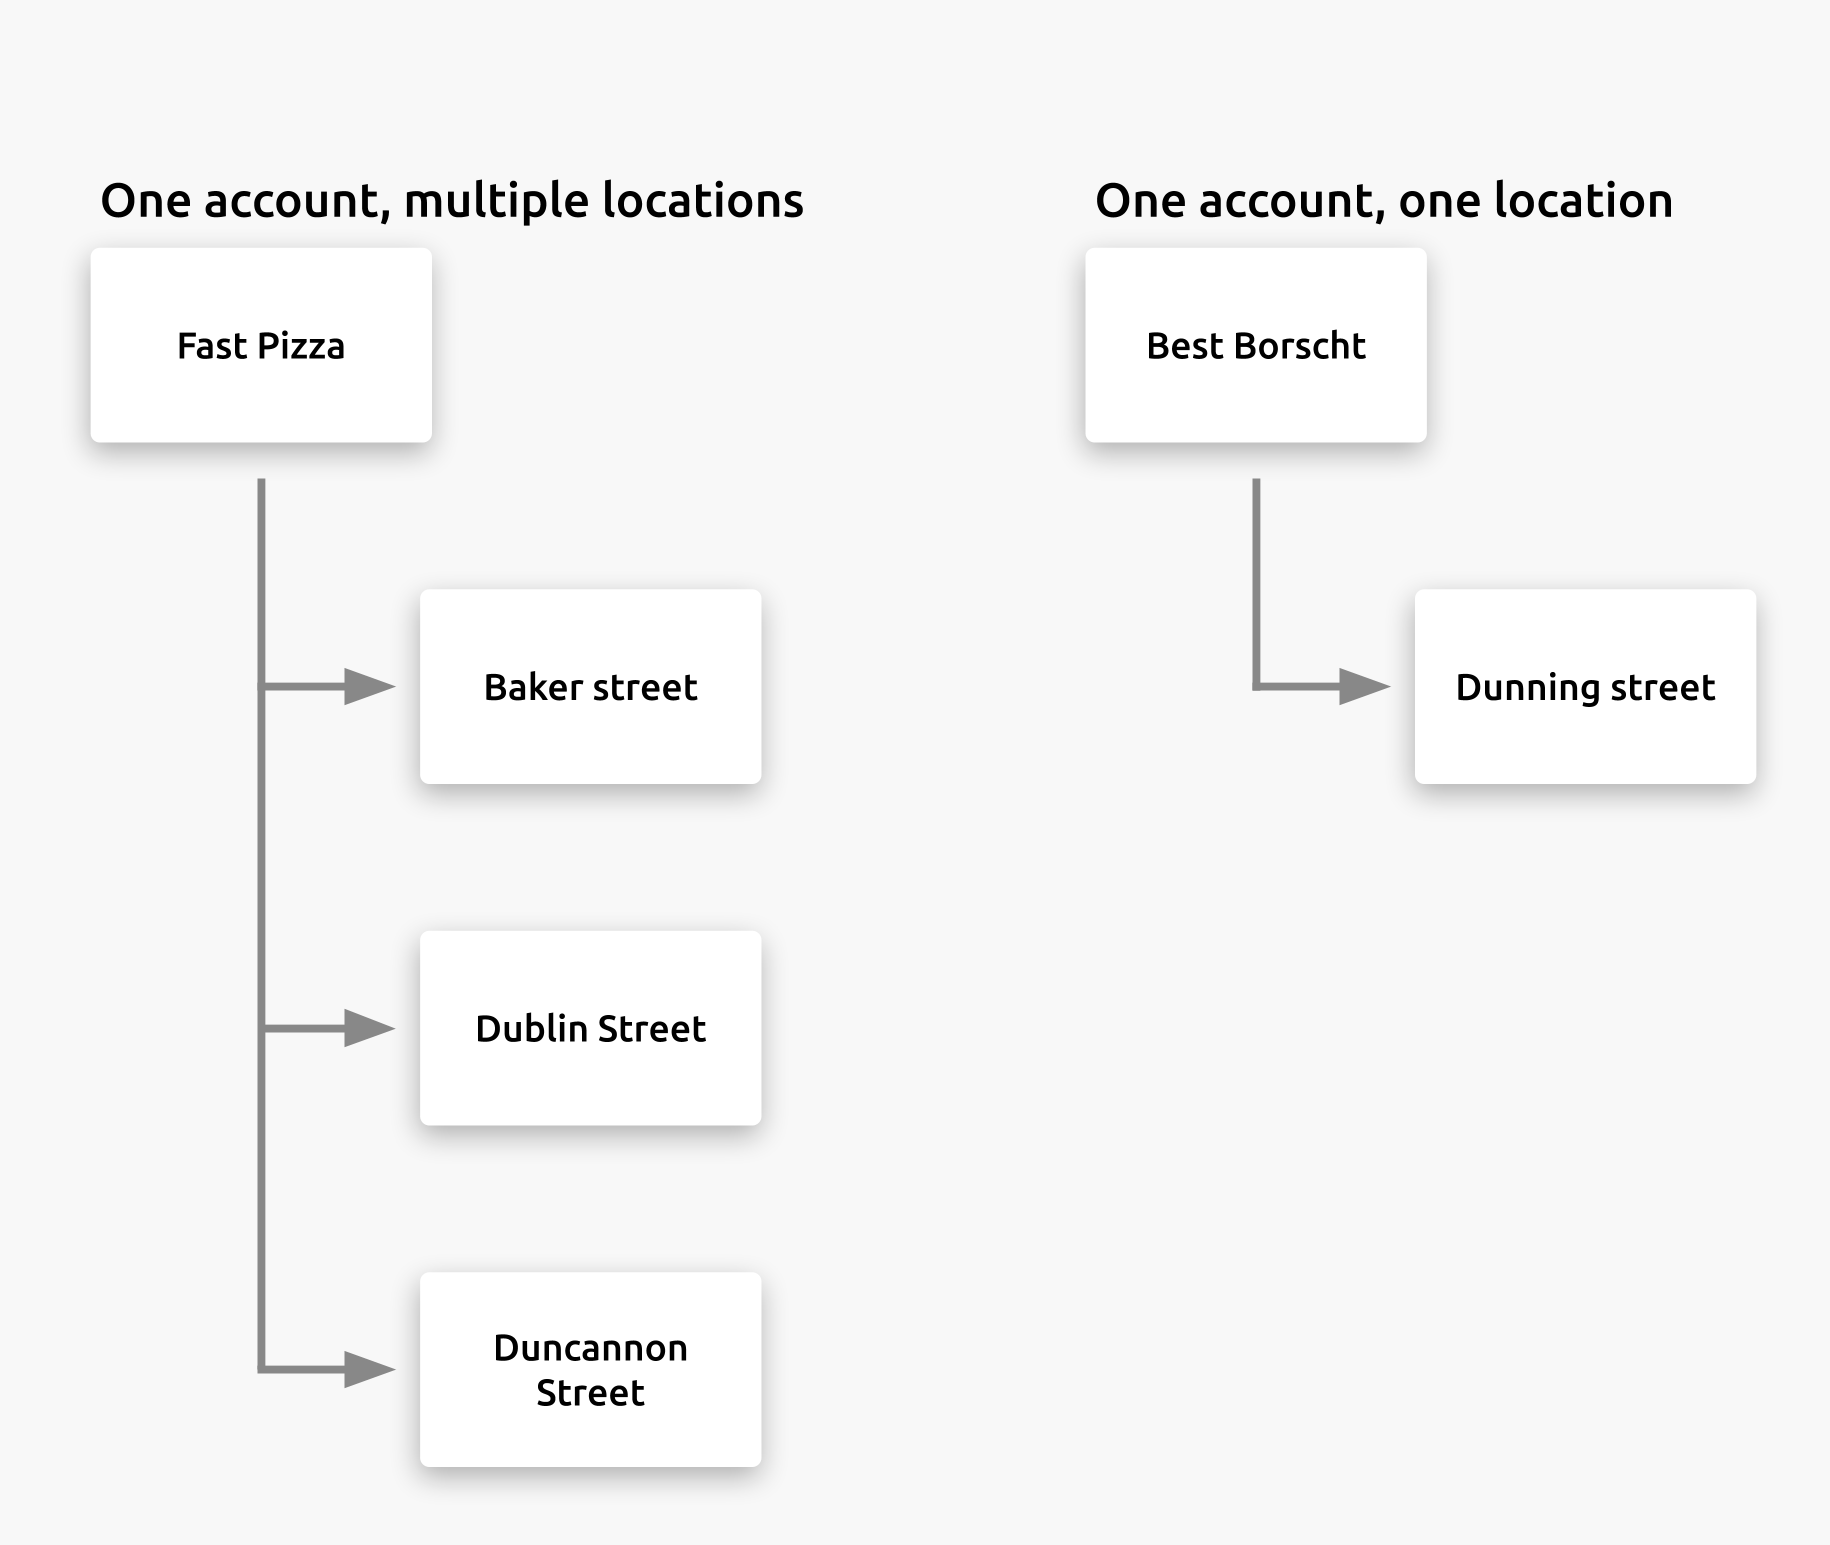 One account, multiple locations
Fast Pizza
Baker street
Dublin Street
Duncannon
Street
One account, one location
Best Borscht
Dunning street